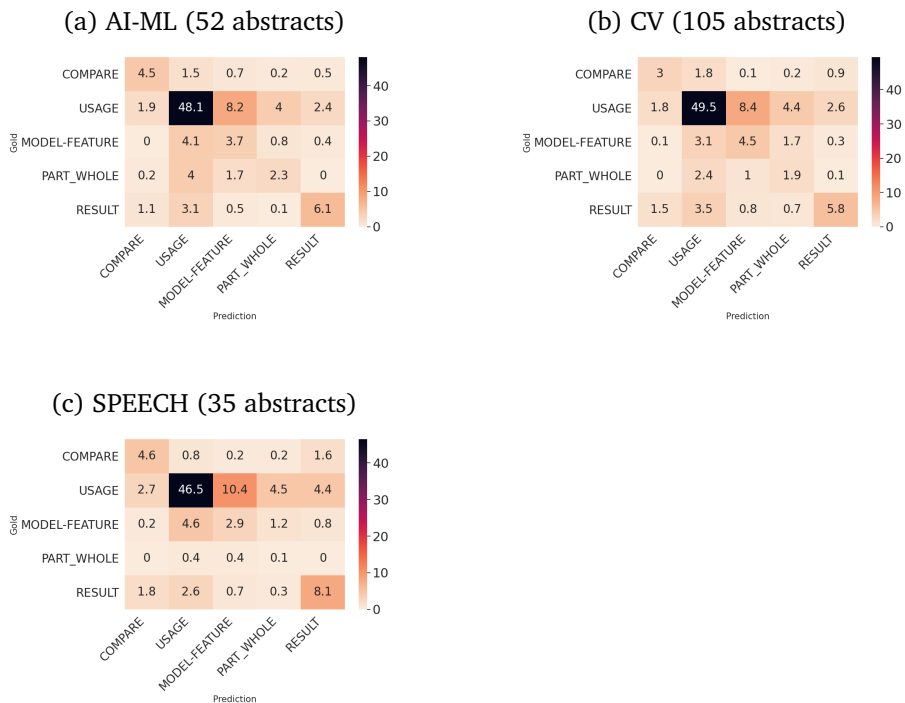 (a) AI-ML (52 abstracts)
COMPARE 4.5 1.5 0.7 0.2 0.5
USAGE 1.9 48.1 8.2 4 2.4
MODEL-FEATURE 0 4.1 3.7 0.8 0.4
PART_WHOLE 0.2 4 1.7 2.3 0
RESULT 1.1 3.1 0.5 0.1 6.1
Gold
COMPARE USAGE MODEL-FEATURE PART_WHOLE RESULT
Prediction
40
30
20
10
0
(b) CV (105 abstracts)
COMPARE 3 1.8 0.1 0.2 0.9
USAGE 1.8 49.5 8.4 4.4 2.6
MODEL-FEATURE 0.1 3.1 4.5 1.7 0.3
PART_WHOLE 0 2.4 1 1.9 0.1
RESULT 1.5 3.5 0.8 0.7 5.8
Gold
COMPARE USAGE MODEL-FEATURE PART_WHOLE RESULT
Prediction
40
30
20
10
0
(c) SPEECH (35 abstracts)
COMPARE 4.6 0.8 0.2 0.2 1.6
USAGE 2.7 46.5 10.4 4.5 4.4
MODEL-FEATURE 0.2 4.6 2.9 1.2 0.8
PART_WHOLE 0 0.4 0.4 0.1 0
RESULT 1.8 2.6 0.7 0.3 8.1
Gold
COMPARE USAGE MODEL-FEATURE PART_WHOLE RESULT
Prediction
40
30
20
10
0